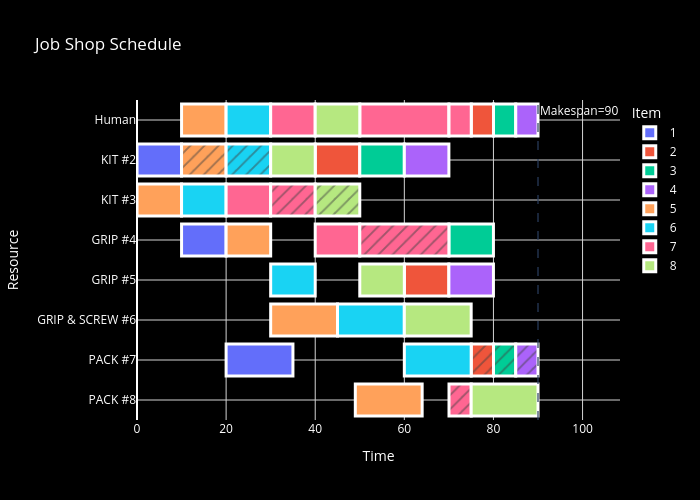 Job Shop Schedule
Makespan=90
Item
1
2
3
4
5
6
7
8
Resource
Human
KIT #2
KIT #3
GRIP #4
GRIP #5
GRIP & SCREW #6
PACK #7
PACK #8
0 20 40 60 80 100
Time